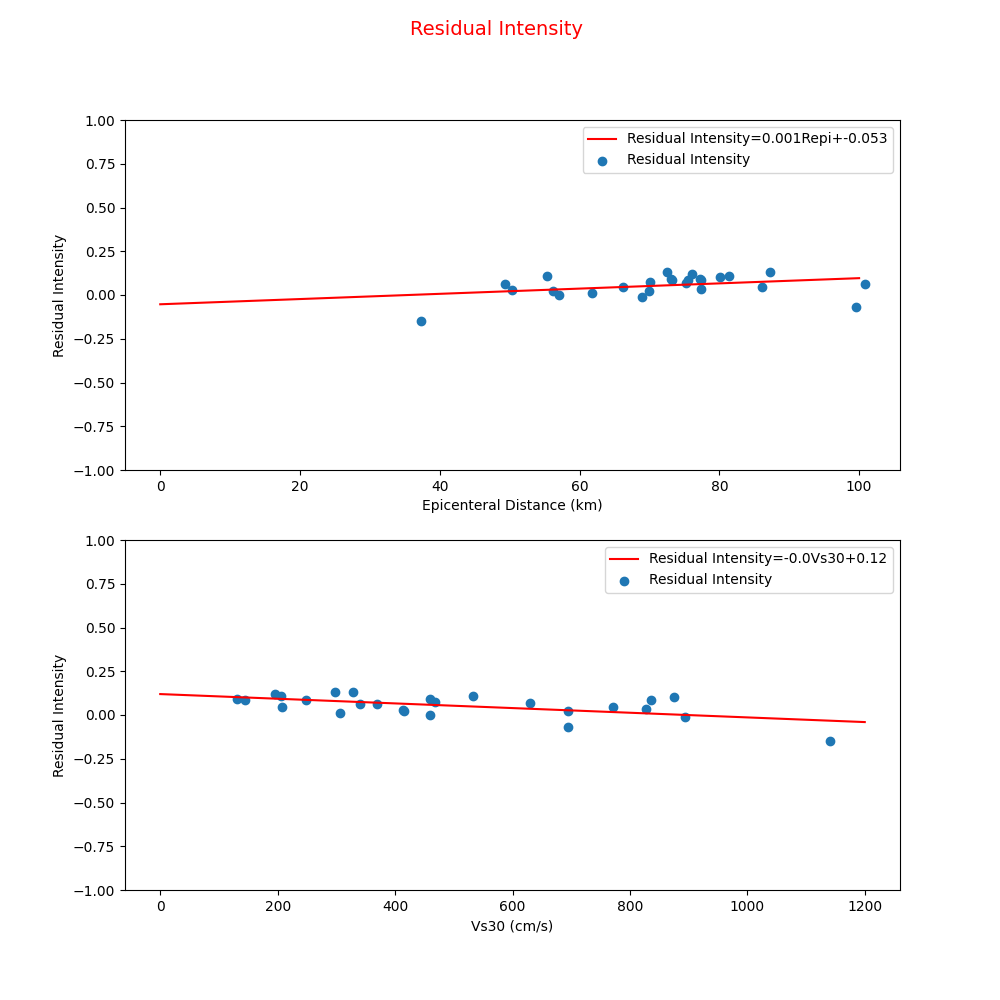 Residual Intensity
1.00
0.75
0.50
0.25
0.00
−0.25
−0.50
−0.75
−1.00
Residual Intensity
Residual Intensity=0.001Repi+-0.053
Residual Intensity
0 20 40 60 80 100
Epicenteral Distance (km)
1.00
0.75
0.50
0.25
0.00
−0.25
−0.50
−0.75
−1.00
Residual Intensity
Residual Intensity=-0.0Vs30+0.12
Residual Intensity
0 200 400 600 800 1000 1200
Vs30 (cm/s)